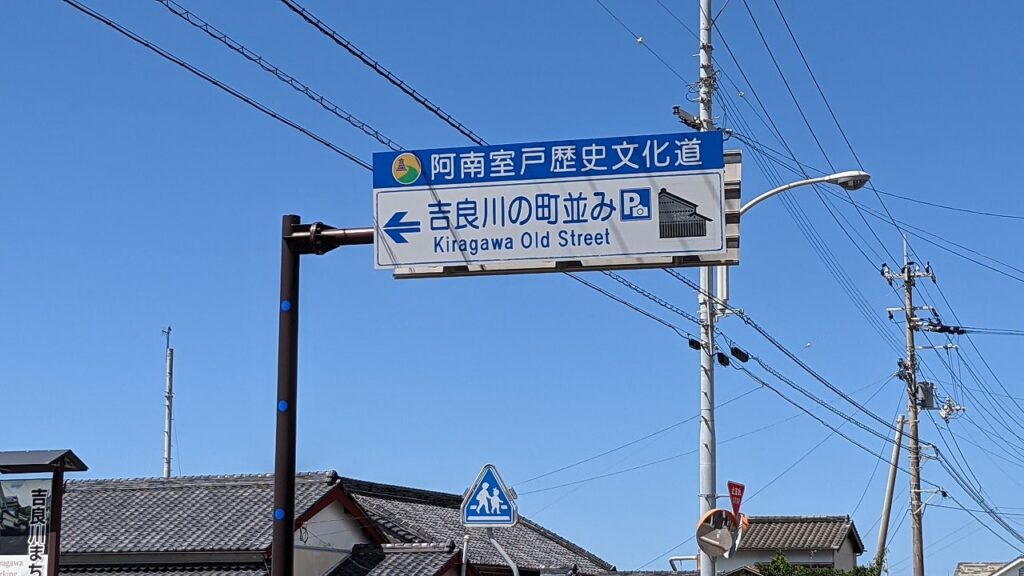 阿南室戸歴史文化道
吉良川の町並み P
Kiragawa Old Street
吉良川まち